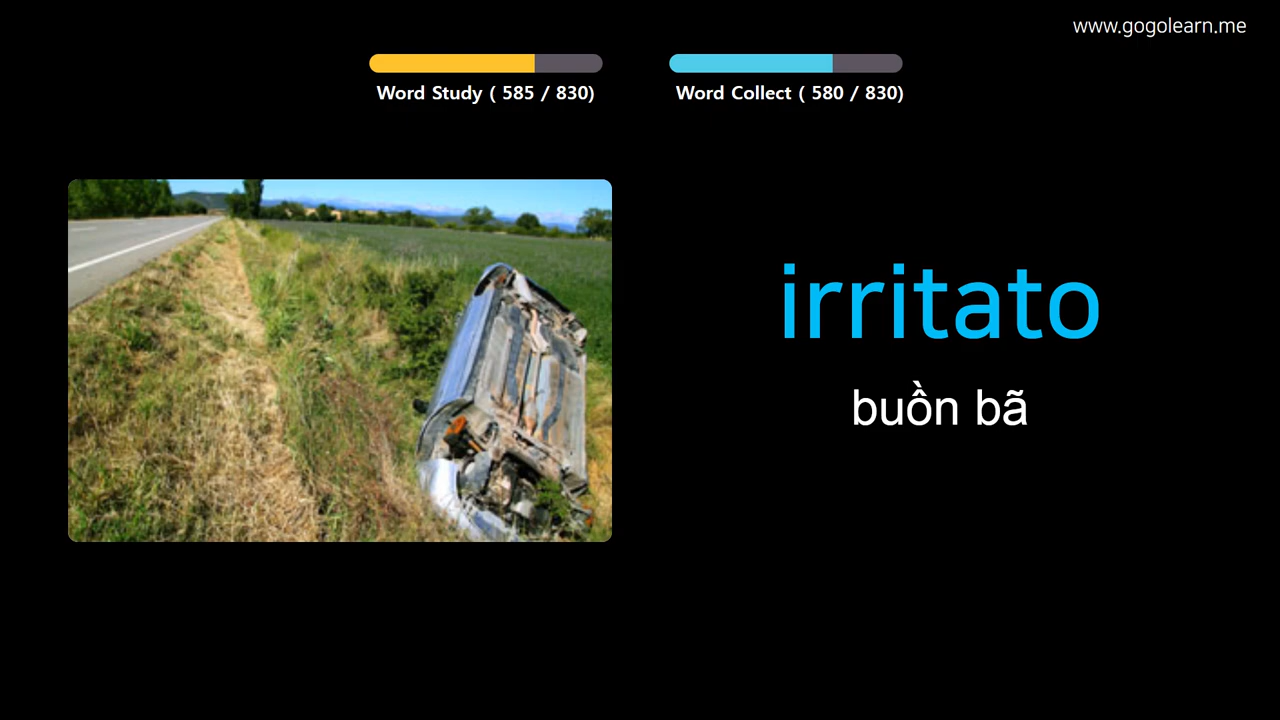 www.gogolearn.me
Word Study ( 585 / 830)
Word Collect ( 580 / 830)
irritato
buồn bã